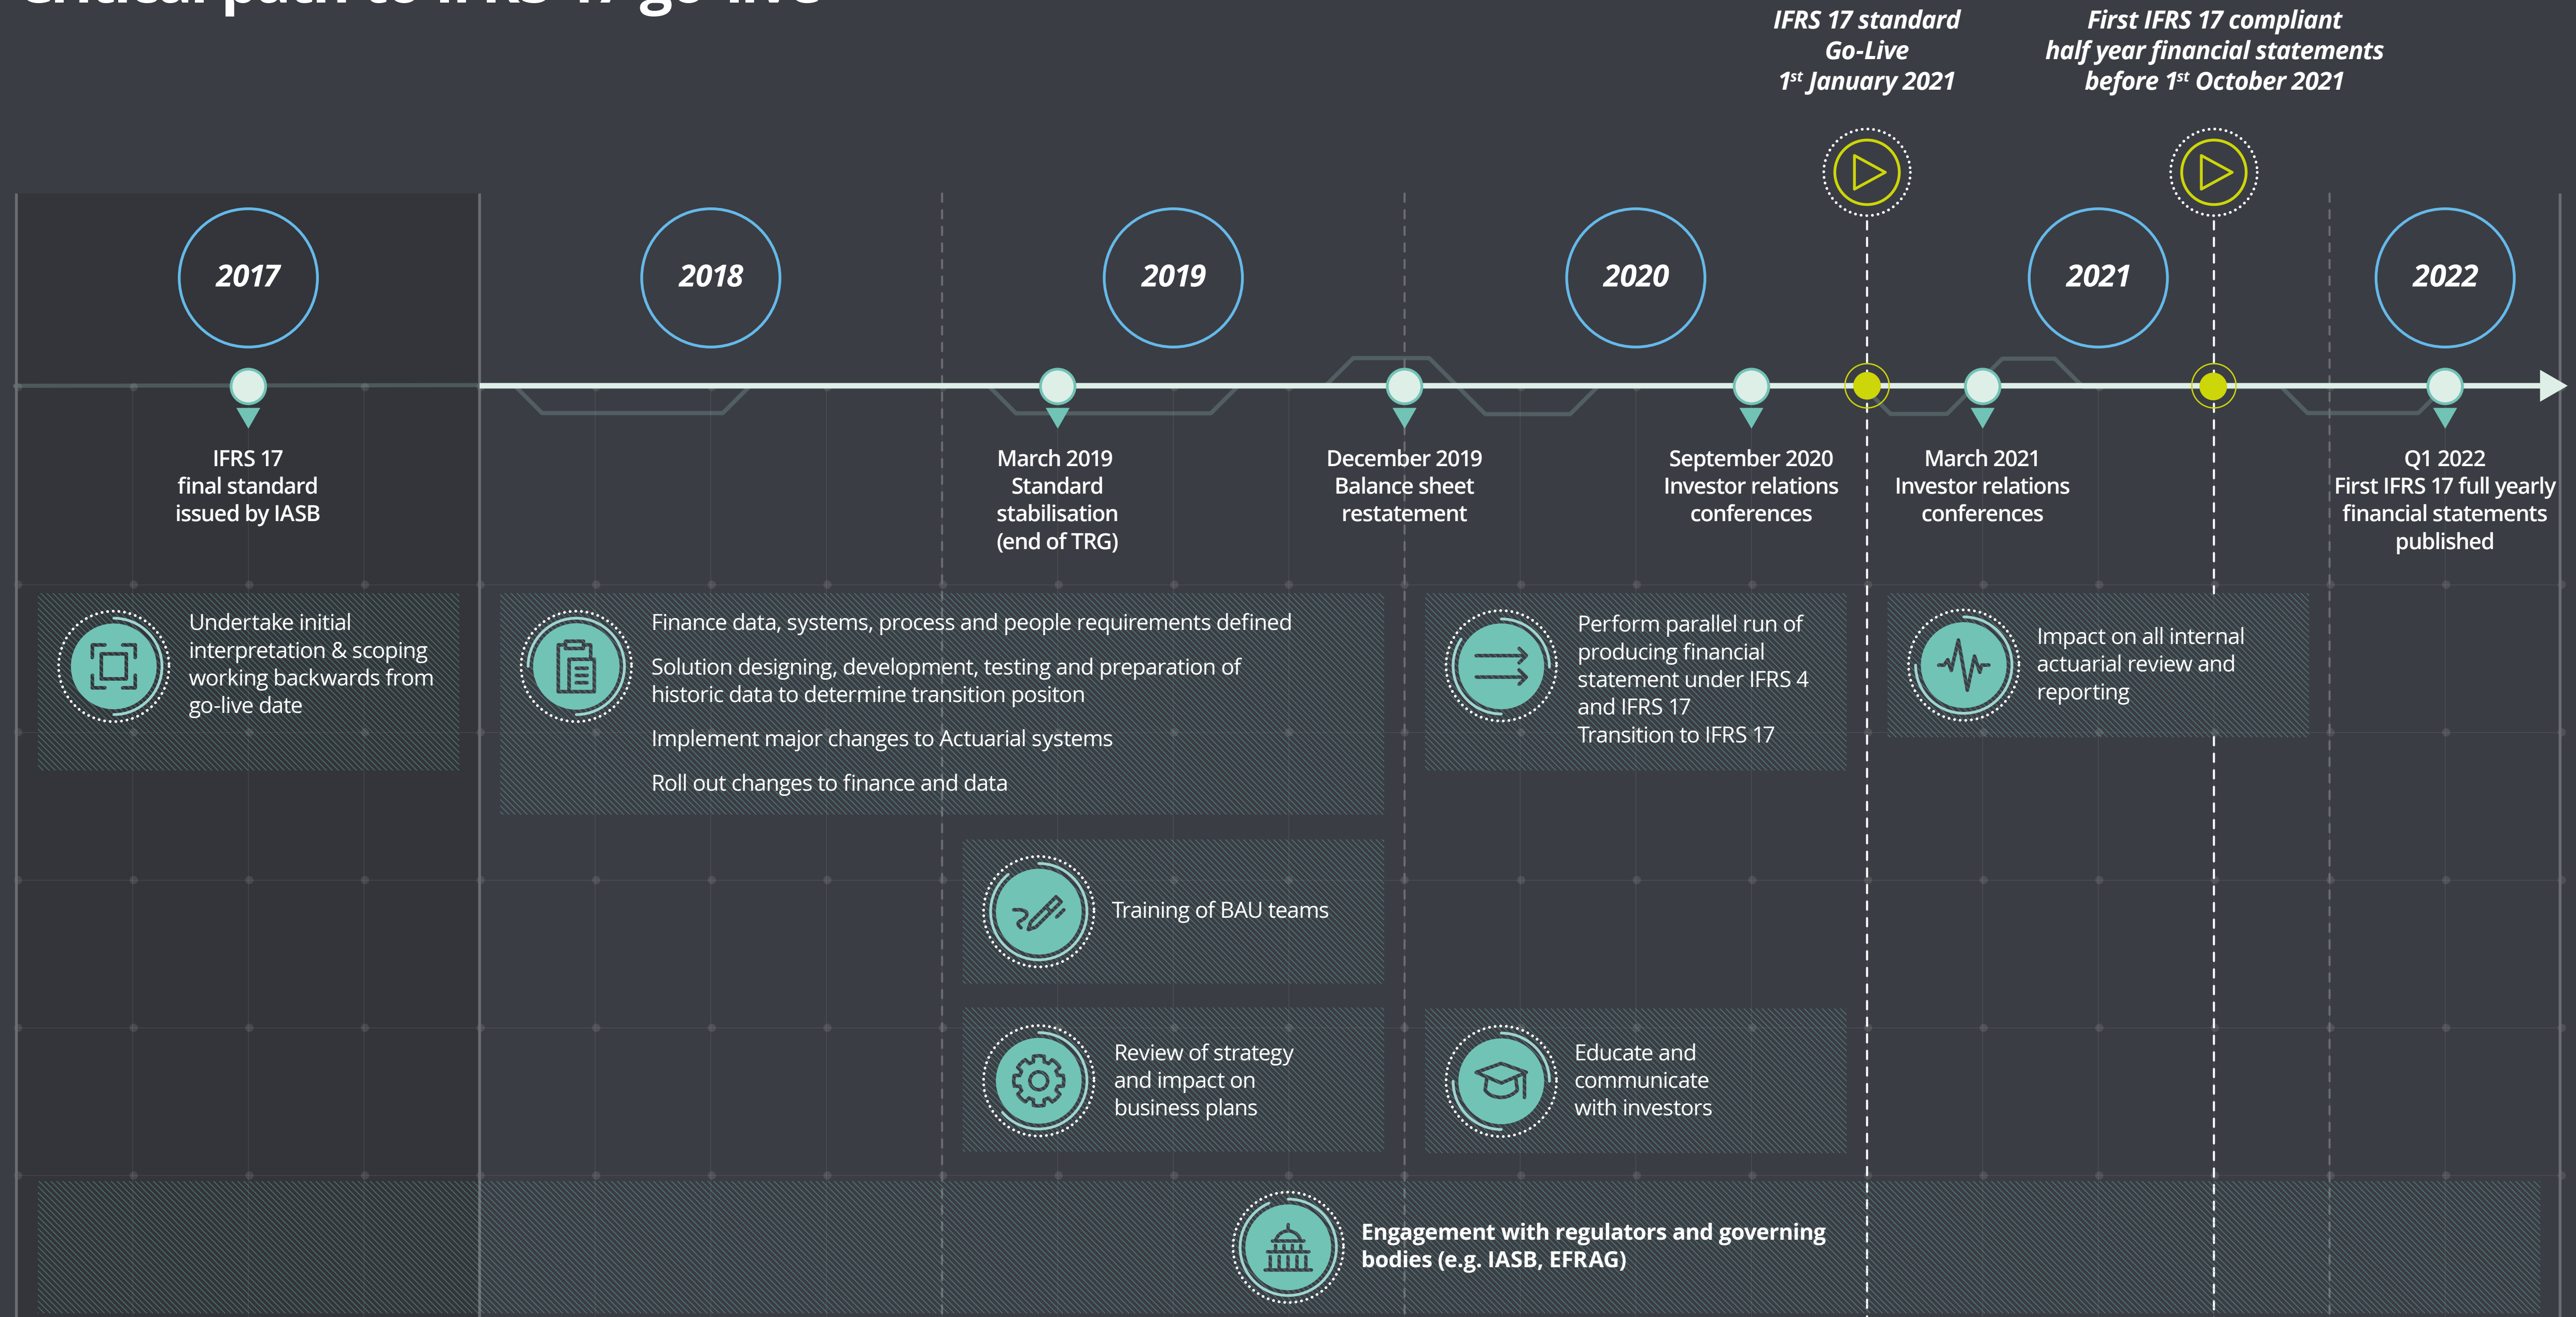 Critical path to IFRS 17 go-live
IFRS 17 standard
Go-Live
1st January 2021
First IFRS 17 compliant
half year financial statements
before 1st October 2021
2017
2018
2019
2020
2021
2022
IFRS 17
final standard
issued by IASB
March 2019
Standard
stabilisation
(end of TRG)
December 2019
Balance sheet
restatement
September 2020
Investor relations
conferences
March 2021
Investor relations
conferences
Q1 2022
First IFRS 17 full yearly
financial statements
published
Undertake initial
interpretation & scoping
working backwards from
go-live date
Finance data, systems, process and people requirements defined
Solution designing, development, testing and preparation of
historic data to determine transition positon
Implement major changes to Actuarial systems
Roll out changes to finance and data
Perform parallel run of
producing financial
statement under IFRS 4
and IFRS 17
Transition to IFRS 17
Impact on all internal
actuarial review and
reporting
Training of BAU teams
Review of strategy
and impact on
business plans
Educate and
communicate
with investors
Engagement with regulators and governing
bodies (e.g. IASB, EFRAG)